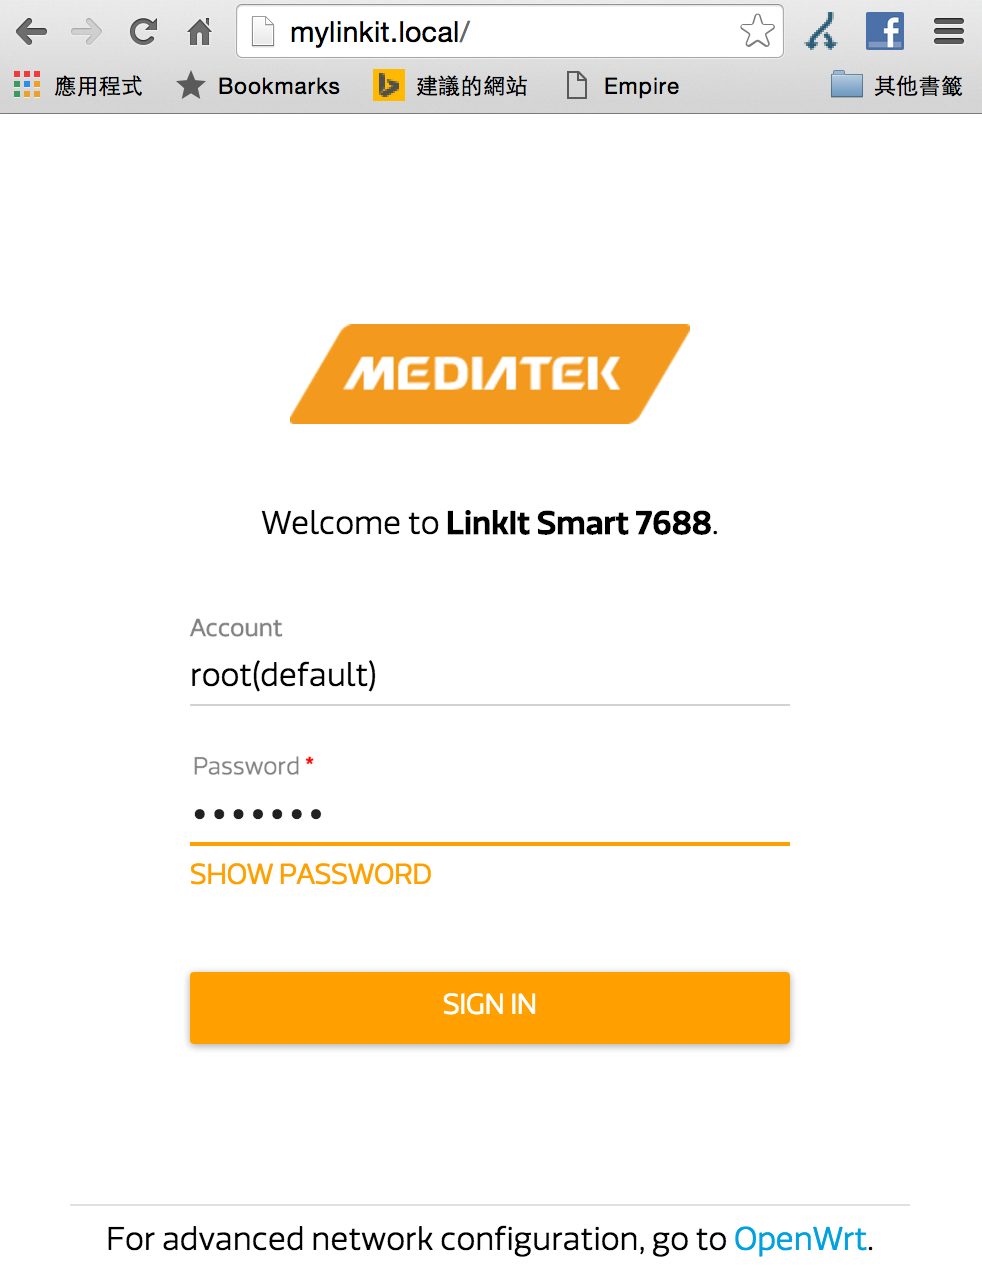 mylinkit.local/
應用程式 Bookmarks 建議的網站 Empire 其他書籤
MEDIATEK
Welcome to LinkIt Smart 7688.
Account
root(default)
Password *
•••••••
SHOW PASSWORD
SIGN IN
For advanced network configuration, go to OpenWrt.